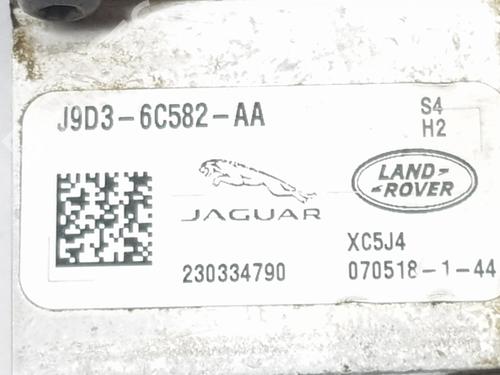 J9D3-6C582-AA
S4
H2
JAGUAR
LAND-
-ROVER
XC5J4
230334790
070518-1-44